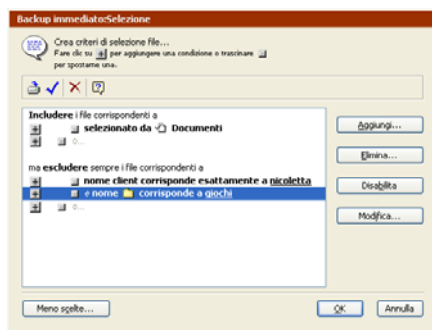 Backup immediato:Selezione
Crea criteri di selezione file...
Fare clic su per aggiungere una condizione o trascinare
per spostarne una.
Includere i file corrispondenti a
selezionato da Documenti
o...
ma escludere sempre i file corrispondenti a
nome client corrisponde esattamente a nicoletta
e nome corrisponde a giochi
o...
Aggiungi...
Elimina...
Disabilita
Modifica...
Meno scelte...
OK
Annulla